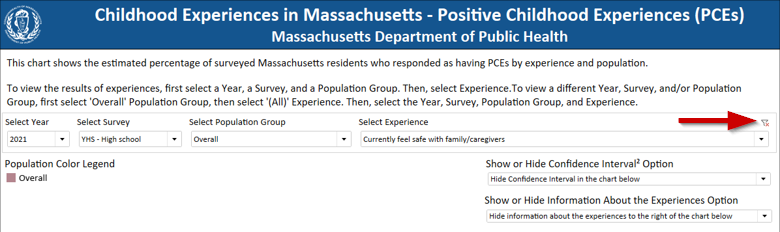 Childhood Experiences in Massachusetts - Positive Childhood Experiences (PCEs)
Massachusetts Department of Public Health
This chart shows the estimated percentage of surveyed Massachusetts residents who responded as having PCEs by experience and population.
To view the results of experiences, first select a Year, a Survey, and a Population Group. Then, select Experience.To view a different Year, Survey, and/or Population
Group, first select 'Overall' Population Group, then select '(All)' Experience. Then, select the Year, Survey, Population Group, and Experience.
Select Year Select Survey Select Population Group Select Experience
2021 YHS - High school Overall Currently feel safe with family/caregivers
Population Color Legend Show or Hide Confidence Interval² Option
Overall Hide Confidence Interval in the chart below
Show or Hide Information About the Experiences Option
Hide information about the experiences to the right of the chart below